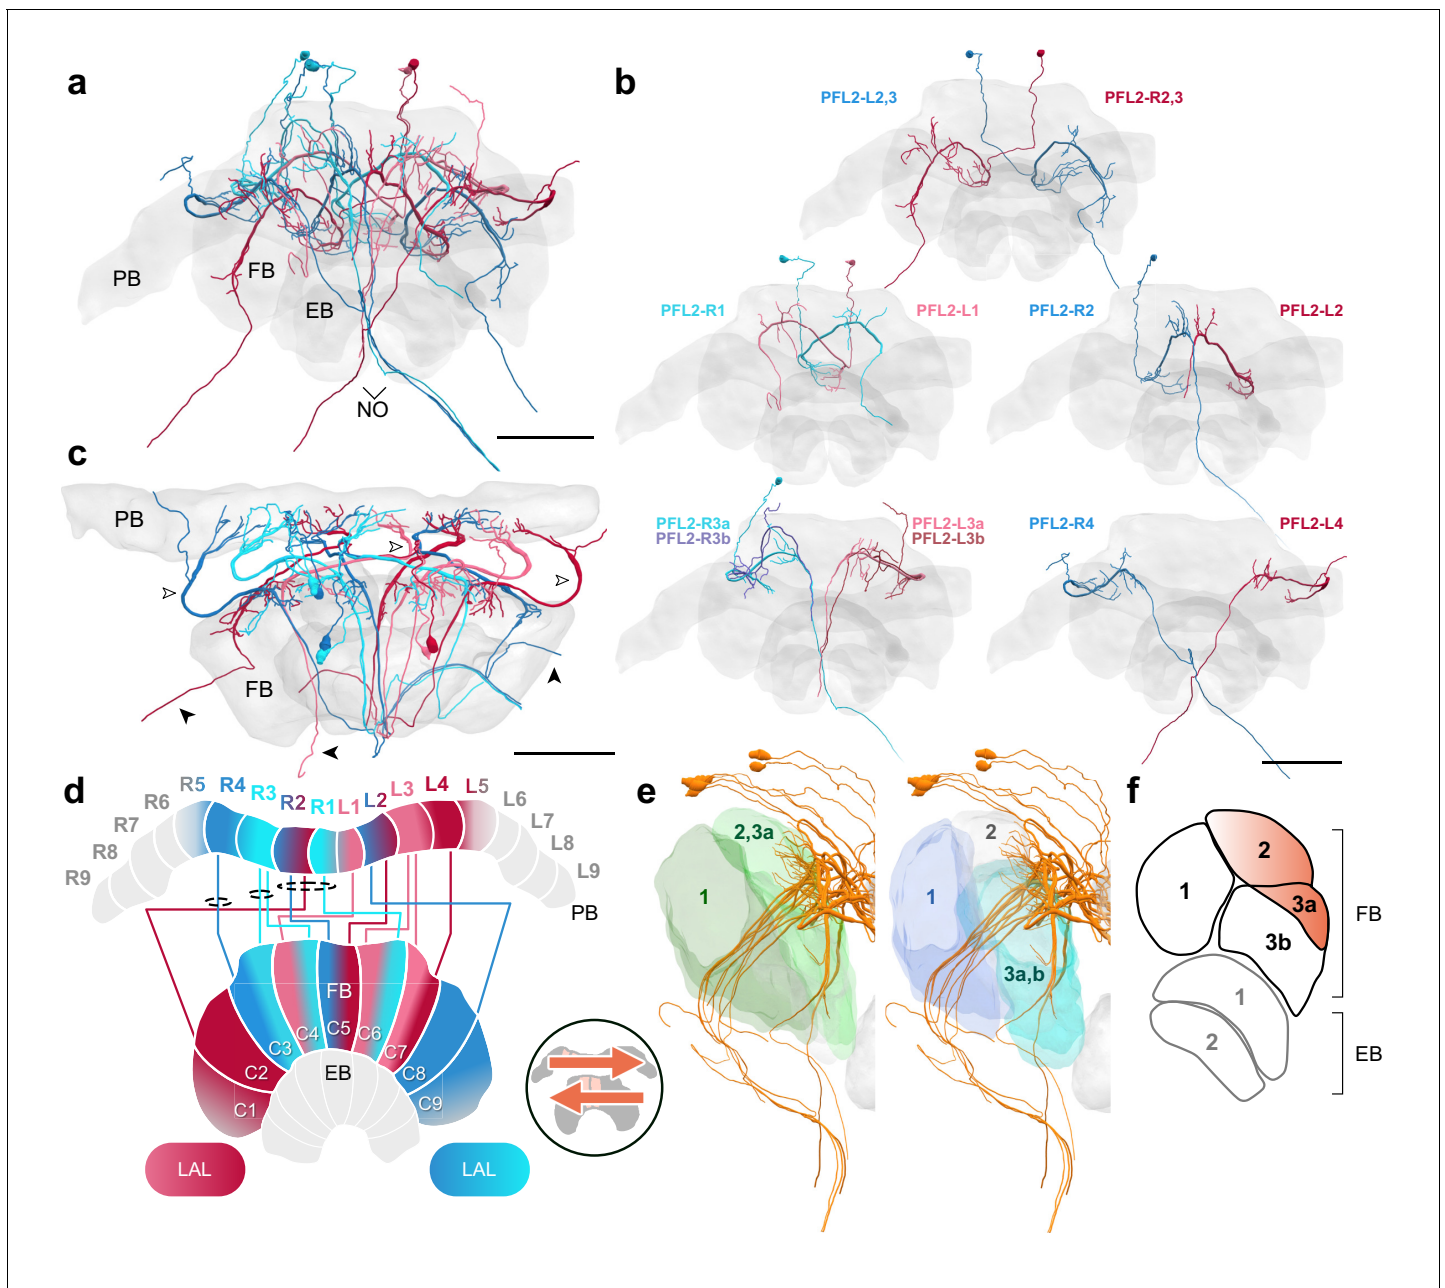 a
PB
FB
EB
NO
b
PFL2-L2,3
PFL2-R2,3
PFL2-R1
PFL2-L1
PFL2-R2
PFL2-L2
PFL2-R3a
PFL2-R3b
PFL2-L3a
PFL2-L3b
PFL2-R4
PFL2-L4
c
PB
FB
d
R9
R8
R7
R6
R5
R4
R3
R2
R1
L1
L2
L3
L4
L5
L6
L7
L8
L9
PB
FB
C1
C2
C3
C4
C5
C6
C7
C8
C9
EB
LAL
LAL
e
1
2,3a
1
2
3a,b
f
1
2
3a
3b
FB
1
2
EB